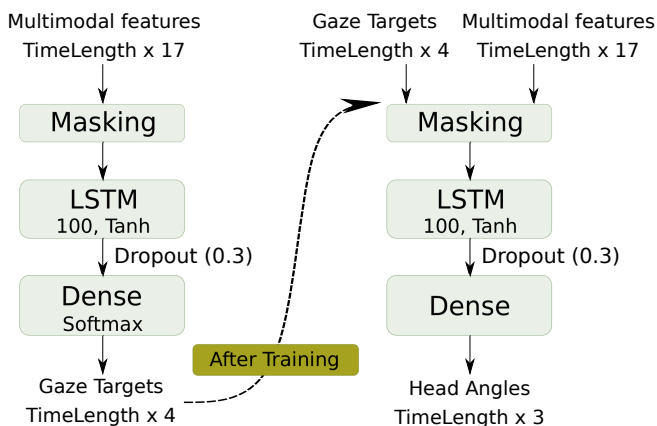 Multimodal features
TimeLength x 17
Masking
LSTM
100, Tanh
Dropout (0.3)
Dense
Softmax
Gaze Targets
TimeLength x 4
After Training
Gaze Targets
TimeLength x 4
Multimodal features
TimeLength x 17
Masking
LSTM
100, Tanh
Dropout (0.3)
Dense
Head Angles
TimeLength x 3